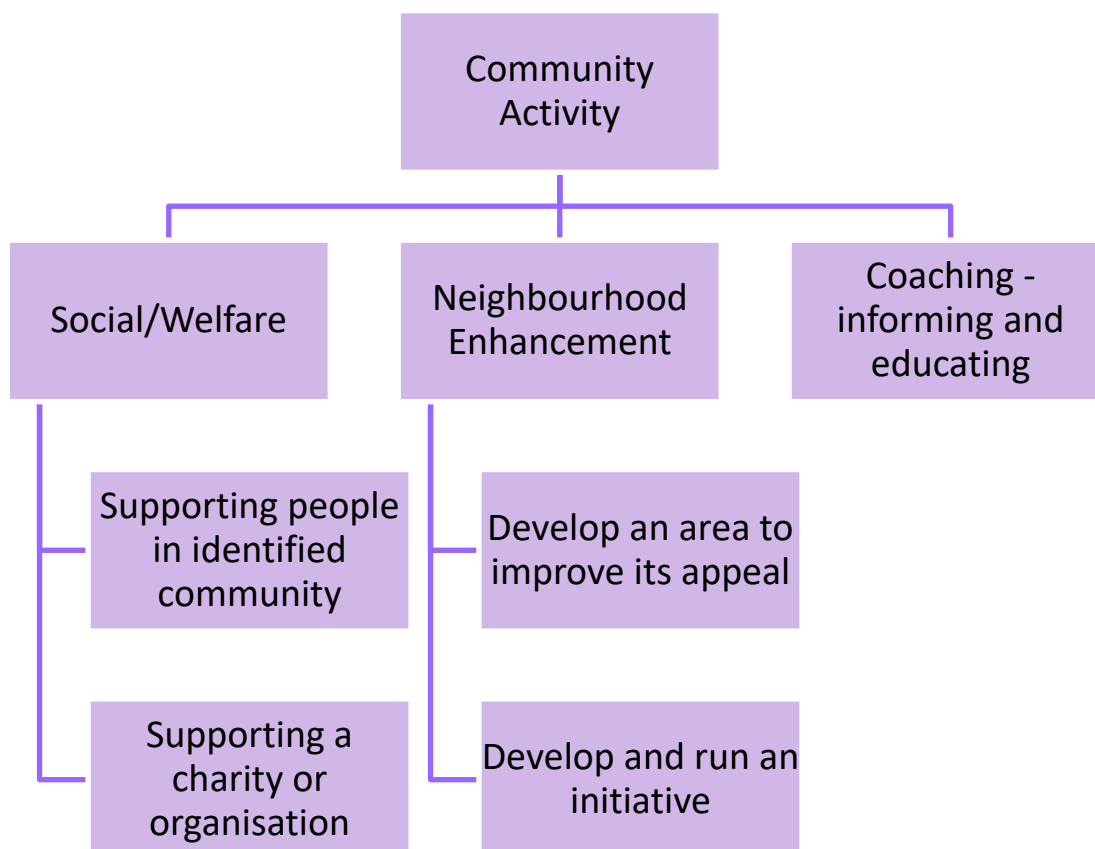 Community
Activity
Social/Welfare
Neighbourhood
Enhancement
Coaching -
informing and
educating
Supporting people
in identified
community
Develop an area to
improve its appeal
Supporting a
charity or
organisation
Develop and run an
initiative